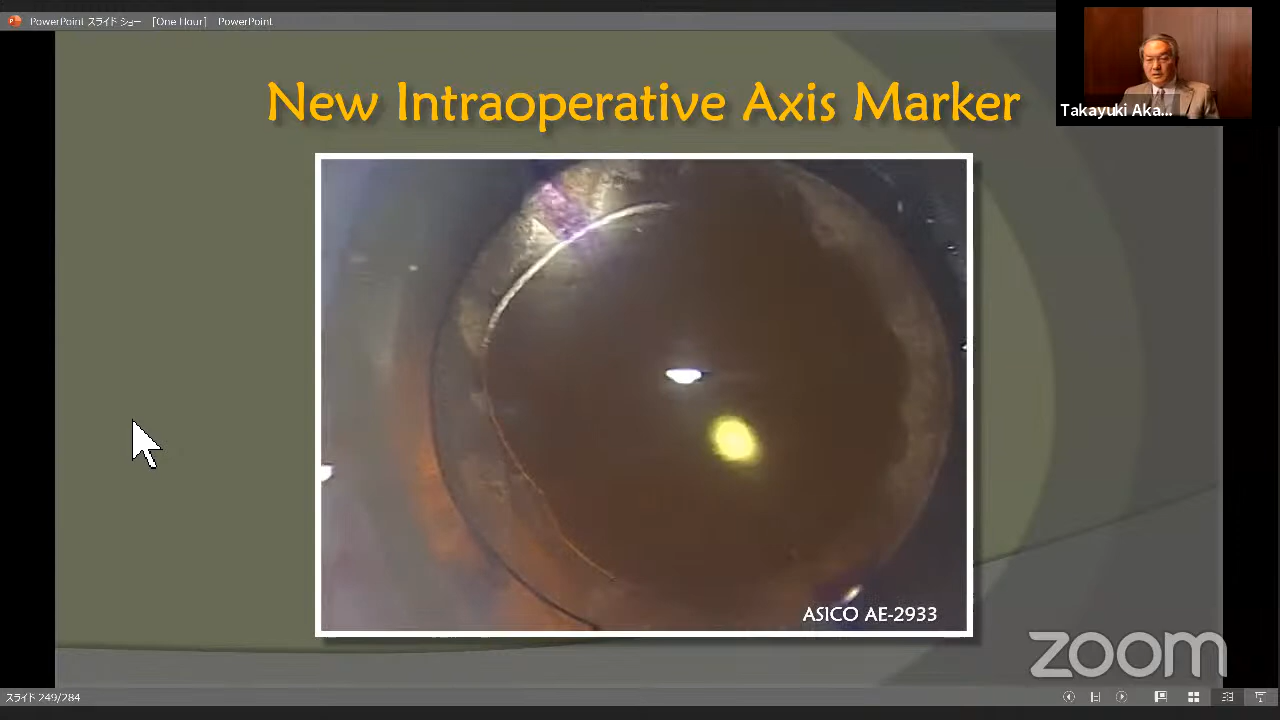 PowerPoint スライド ショー   [One Hour]   PowerPoint
New Intraoperative Axis Marker
Takayuki Aka...
ASICO AE-2933
zoom
スライド 249/284